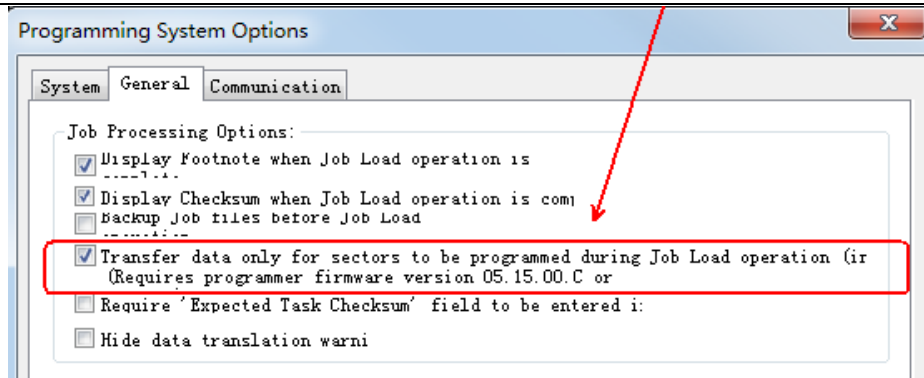 Programming System Options
System General Communication
Job Processing Options:
Display Footnote when Job Load operation is
Display Checksum when Job Load operation is com
Backup Job files before Job Load
Transfer data only for sectors to be programmed during Job Load operation (ir
(Requires programmer firmware version 05.15.00.C or
Require 'Expected Task Checksum' field to be entered i:
Hide data translation warni